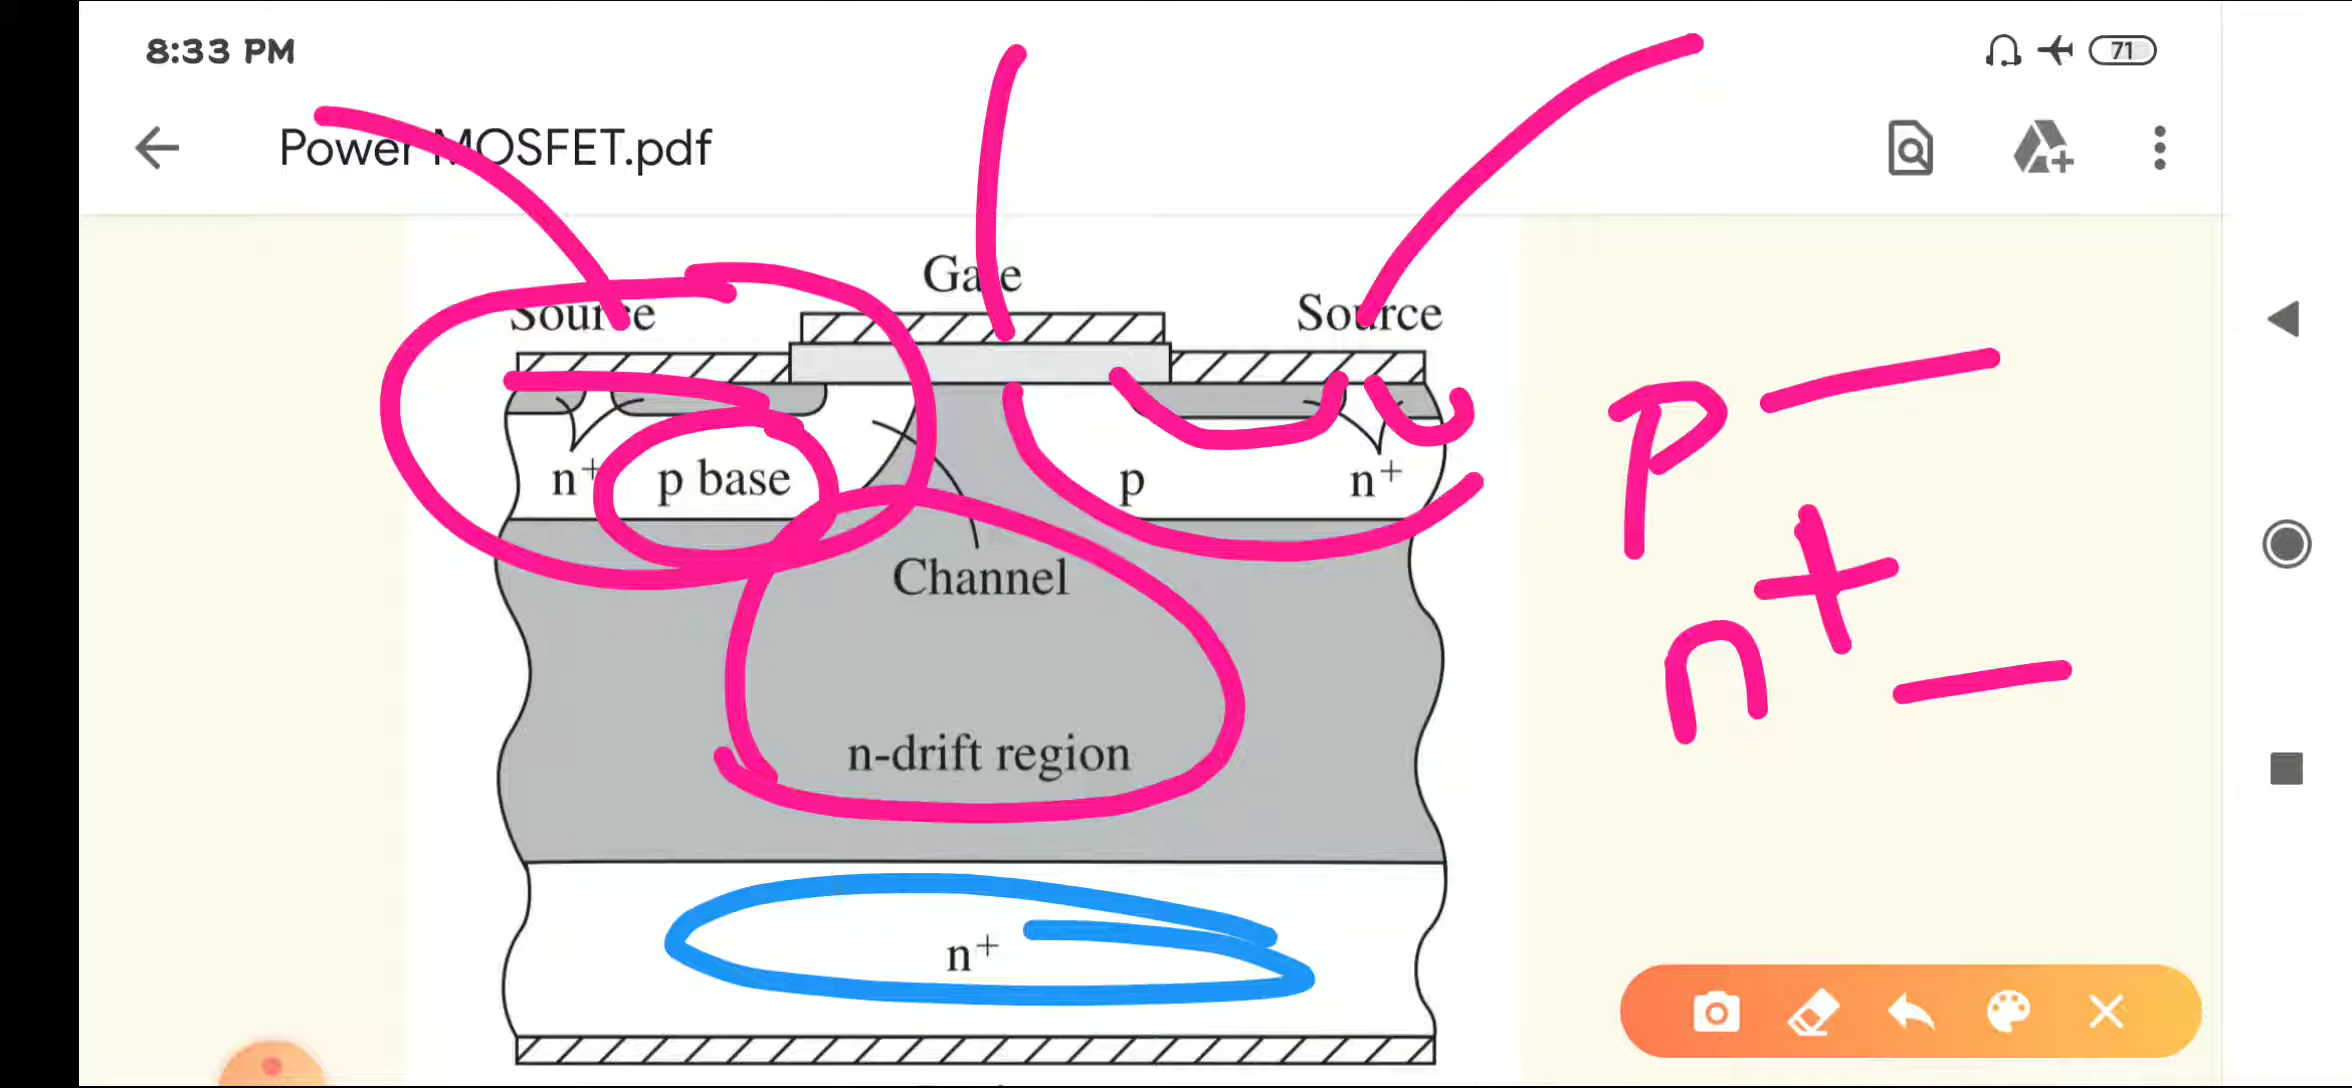 8:33 PM
71
Power MOSFET.pdf
Gate
Source
Source
n+
p base
p
n+
Channel
n-drift region
n+
p
n+